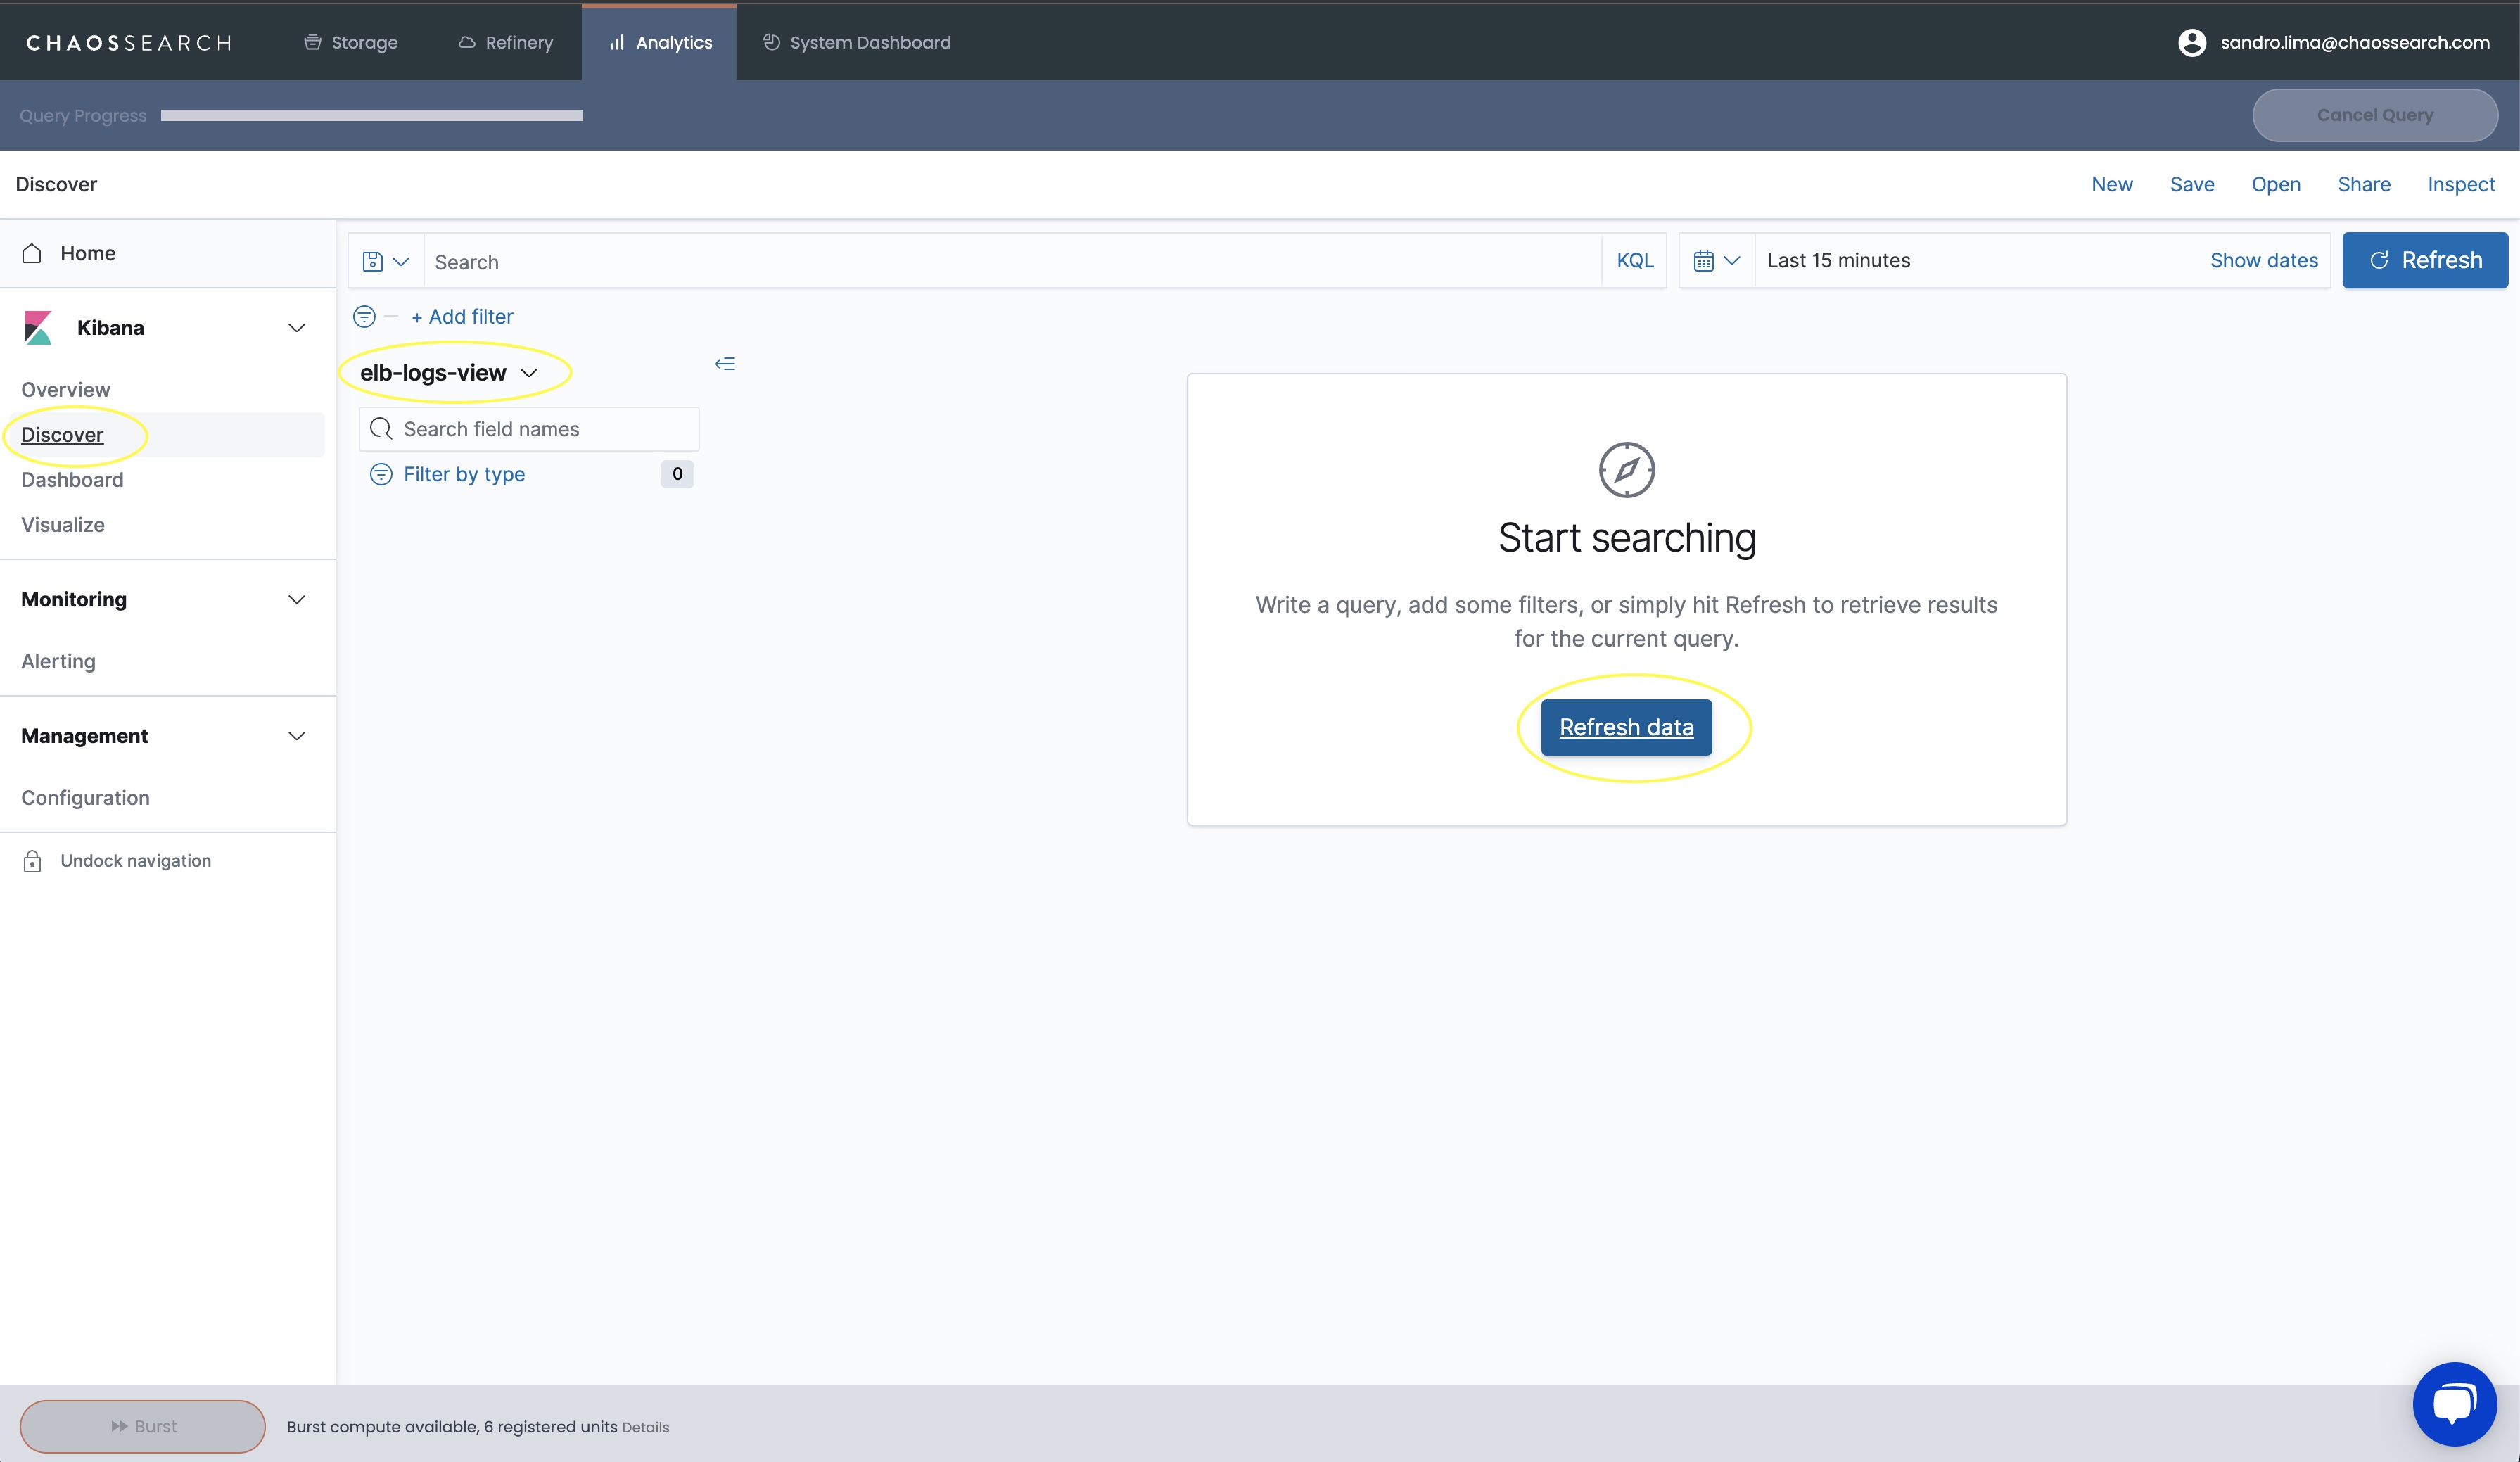 CHAOSSEARCH
Storage
Refinery
Analytics
System Dashboard
sandro.lima@chaossearch.com
Query Progress
Cancel Query
Discover
New
Save
Open
Share
Inspect
Home
Search
KQL
Last 15 minutes
Show dates
Refresh
+ Add filter
Kibana
elb-logs-view
Overview
Discover
Search field names
Dashboard
Filter by type
0
Visualize
Start searching
Write a query, add some filters, or simply hit Refresh to retrieve results
for the current query.
Refresh data
Monitoring
Alerting
Management
Configuration
Undock navigation
Burst
Burst compute available, 6 registered units Details